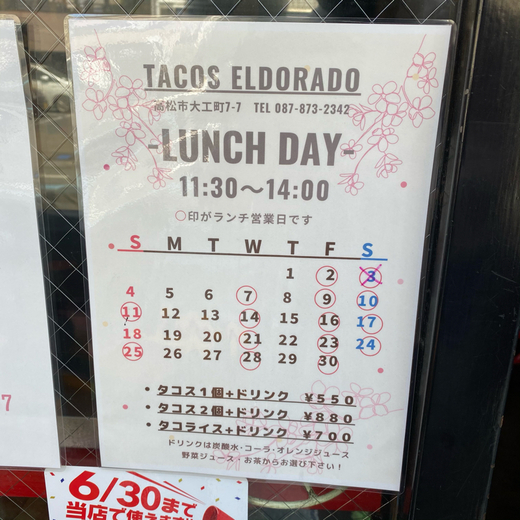 TACOS ELDORADO
高松市大工町7-7 TEL 087-873-2342
-LUNCH DAY-
11:30〜14:00
○印がランチ営業日です
S M T W T F S
1 2 3
4 5 6 7 8 9 10
11 12 13 14 15 16 17
18 19 20 21 22 23 24
25 26 27 28 29 30
・タコス1個+ドリンク ¥550
・タコス2個+ドリンク ¥880
・タコライス+ドリンク ¥700
ドリンクは炭酸水・コーラ・オレンジジュース
野菜ジュース・お茶からお選び下さい!
7
6/30まで
当店で使えます